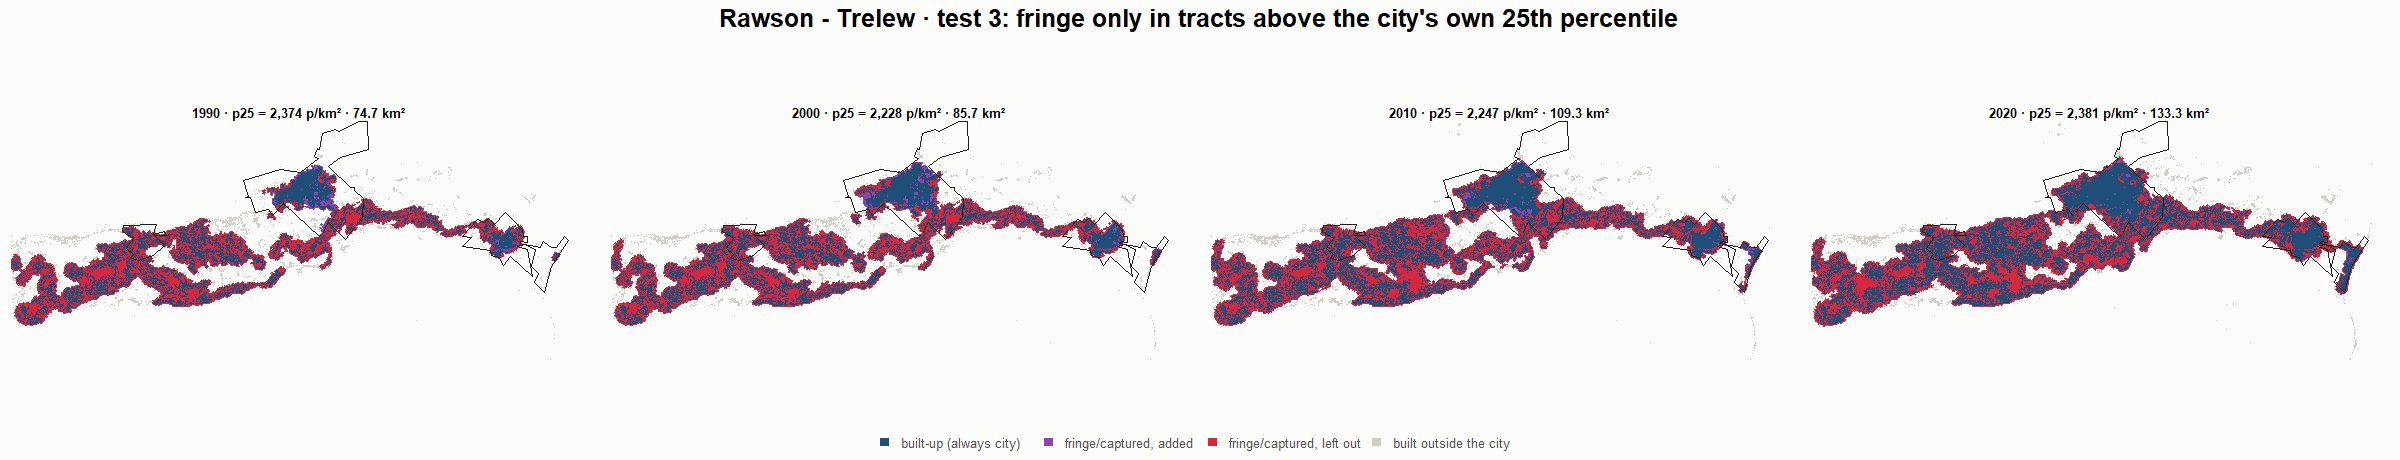 Rawson - Trelew · test 3: fringe only in tracts above the city's own 25th percentile
1990 · p25 = 2,374 p/km² · 74.7 km²
2000 · p25 = 2,228 p/km² · 85.7 km²
2010 · p25 = 2,247 p/km² · 109.3 km²
2020 · p25 = 2,381 p/km² · 133.3 km²
built-up (always city)
fringe/captured, added
fringe/captured, left out
built outside the city